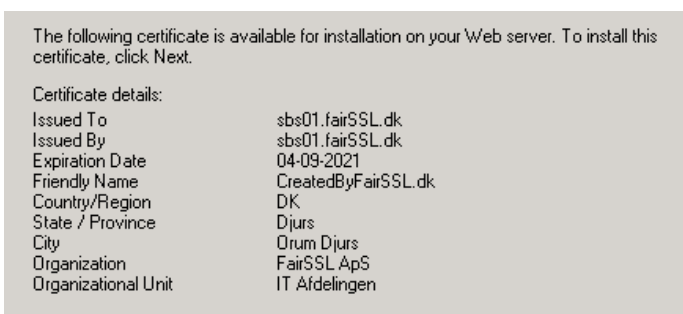 The following certificate is available for installation on your Web server. To install this
certificate, click Next.
Certificate details:
Issued To sbs01.fairSSL.dk
Issued By sbs01.fairSSL.dk
Expiration Date 04-09-2021
Friendly Name CreatedByFairSSL.dk
Country/Region DK
State / Province Djurs
City Orum Djurs
Organization FairSSL ApS
Organizational Unit IT Afdelingen